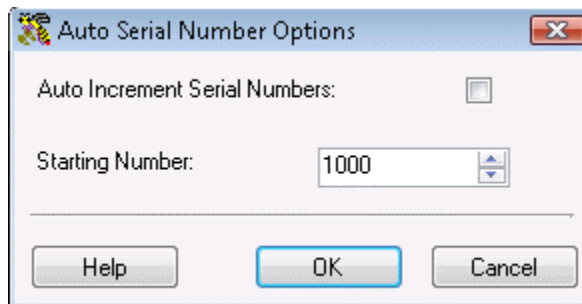 Auto Serial Number Options
Auto Increment Serial Numbers:
Starting Number: 1000
Help OK Cancel